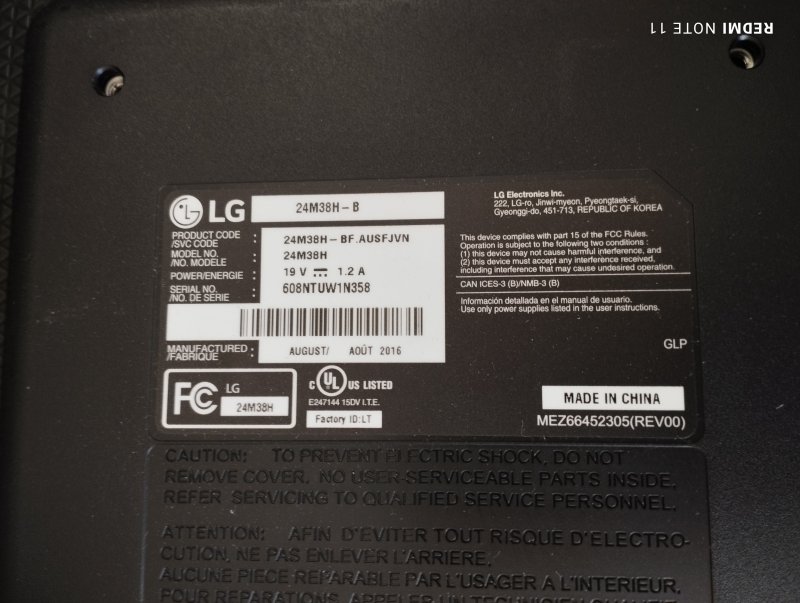 REDMI NOTE 11
LG 24M38H-B
PRODUCT CODE
/SVC CODE : 24M38H-BF.AUSFJVN
MODEL NO.
/NO. MODELE : 24M38H
POWER/ENERGIE : 19 V ⎓ 1.2 A
SERIAL NO.
/NO. DE SERIE : 608NTUW1N358
MANUFACTURED
/FABRIQUE : AUGUST/ AOÛT 2016
FC LG
24M38H
C UL US LISTED
E247144 15DV I.T.E.
Factory ID:LT
LG Electronics Inc.
222, LG-ro, Jinwi-myeon, Pyeongtaek-si,
Gyeonggi-do, 451-713, REPUBLIC OF KOREA
This device complies with part 15 of the FCC Rules.
Operation is subject to the following two conditions :
(1) this device may not cause harmful interference, and
(2) this device must accept any interference received,
including interference that may cause undesired operation.
CAN ICES-3 (B)/NMB-3 (B)
Información detallada en el manual de usuario.
Use only power supplies listed in the user instructions.
GLP
MADE IN CHINA
MEZ66452305(REV00)
CAUTION: TO PREVENT ELECTRIC SHOCK, DO NOT
REMOVE COVER. NO USER-SERVICEABLE PARTS INSIDE.
REFER SERVICING TO QUALIFIED SERVICE PERSONNEL.
ATTENTION: AFIN D'EVITER TOUT RISQUE D'ELECTRO-
CUTION, NE PAS ENLEVER L'ARRIERE.
AUCUNE PIECE REPARABLE PAR L'USAGER A L'INTERIEUR.
POUR REPARATIONS, APPELER UN TECHNICIEN QUALIFIE